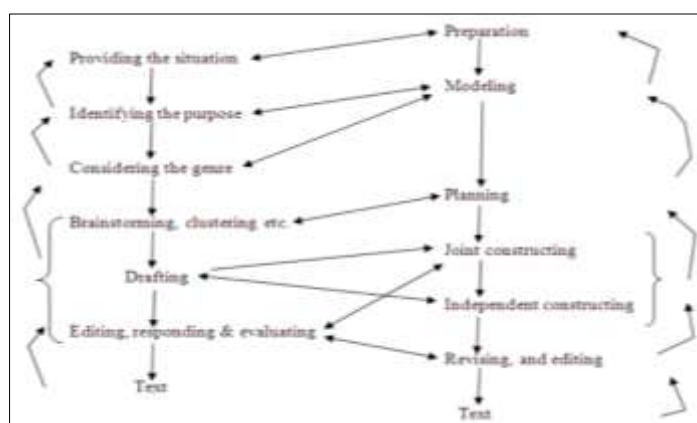 Providing the situation
Identifying the purpose
Considering the genre
Brainstorming, clustering etc.
Drafting
Editing, responding & evaluating
Text
Preparation
Modeling
Planning
Joint constructing
Independent constructing
Revising, and editing
Text